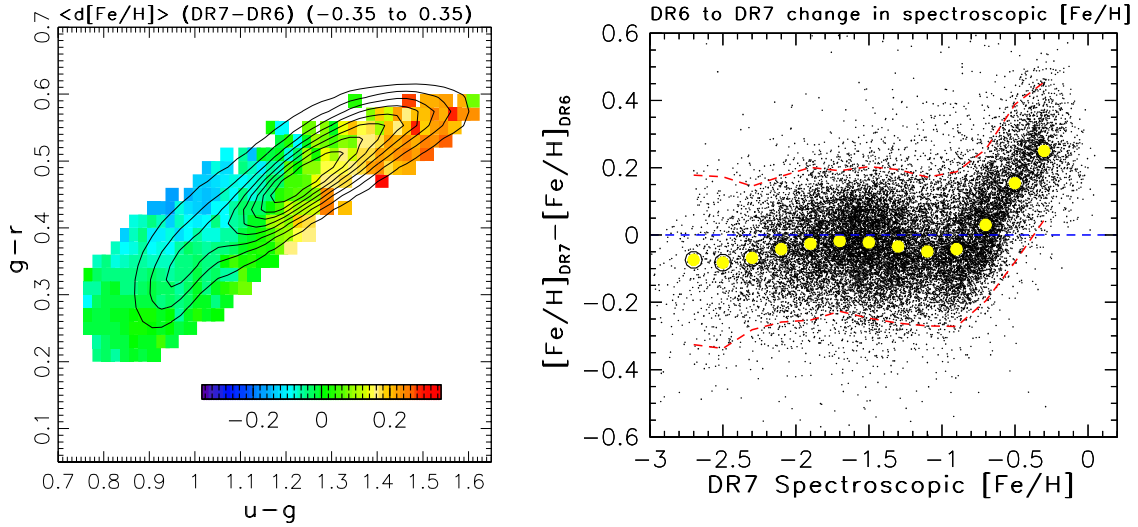 <d[Fe/H]> (DR7−DR6) (−0.35 to 0.35)
0.7
0.6
0.5
0.4
0.3
0.2
0.1
g−r
−0.2 0 0.2
0.7 0.8 0.9 1 1.1 1.2 1.3 1.4 1.5 1.6
u−g
DR6 to DR7 change in spectroscopic [Fe/H]
0.6
0.4
0.2
0
−0.2
−0.4
−0.6
[Fe/H]DR7−[Fe/H]DR6
−3 −2.5 −2 −1.5 −1 −0.5 0
DR7 Spectroscopic [Fe/H]